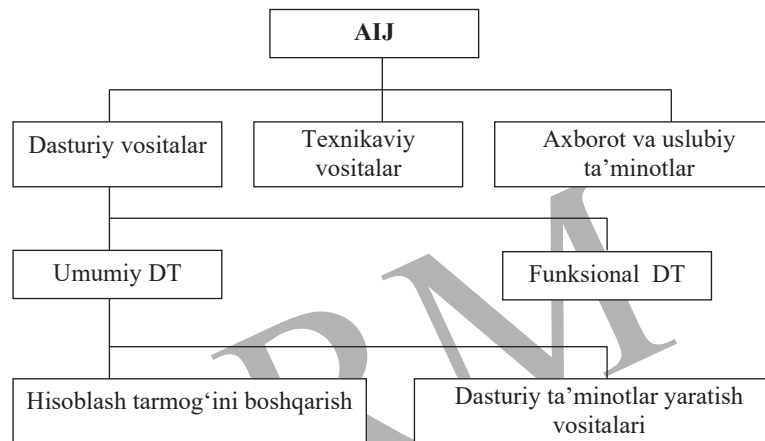 AIJ
Dasturiy vositalar
Texnikaviy
vositalar
Axborot va uslubiy
ta’minotlar
Umumiy DT
Funksional DT
Hisoblash tarmog‘ini boshqarish
Dasturiy ta’minotlar yaratish
vositalari